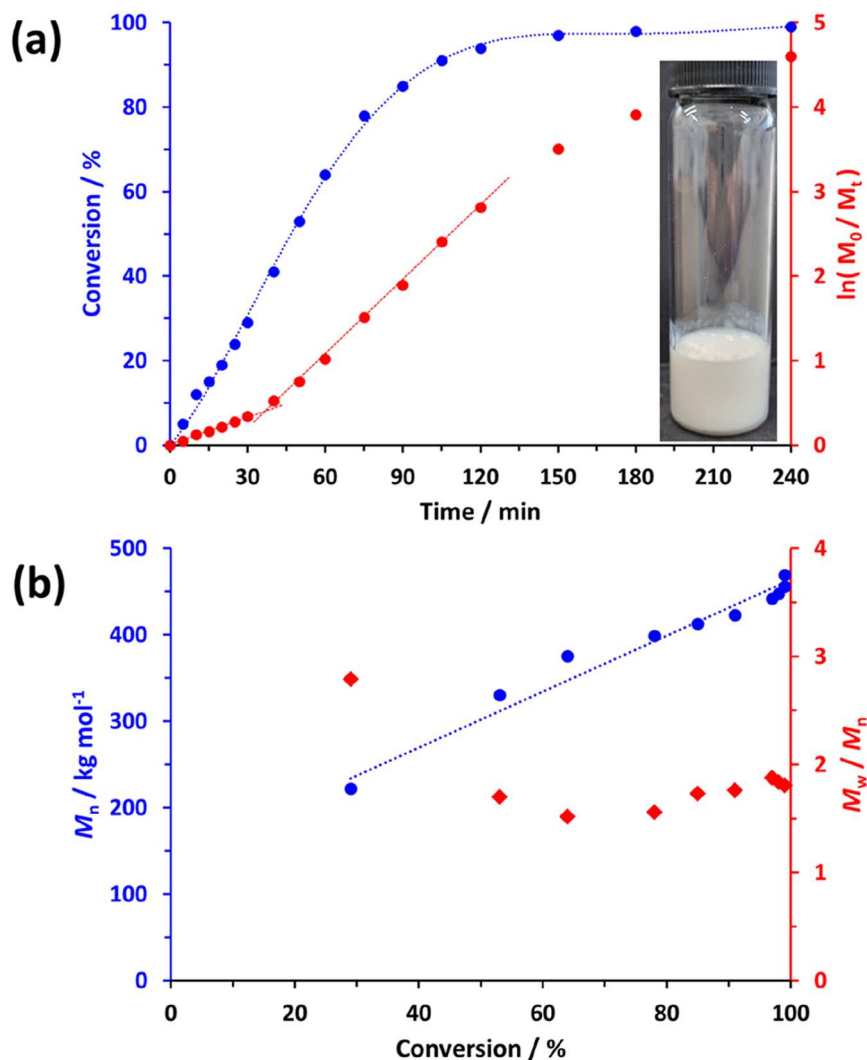 (a)
100
80
60
40
20
0
Conversion / %
5
4
3
2
1
0
ln( M₀ / Mₜ)
0 30 60 90 120 150 180 210 240
Time / min
(b)
500
400
300
200
100
0
Mₙ / kg mol⁻¹
4
3
2
1
0
M_w / Mₙ
0 20 40 60 80 100
Conversion / %